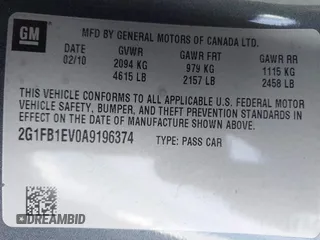 GM
MFD BY GENERAL MOTORS OF CANADA LTD.
DATE GVWR GAWR FRT GAWR RR
02/10 2094 KG 979 KG 1115 KG
4615 LB 2157 LB 2458 LB
THIS VEHICLE CONFORMS TO ALL APPLICABLE U.S. FEDERAL MOTOR
VEHICLE SAFETY, BUMPER, AND THEFT PREVENTION STANDARDS IN
EFFECT ON THE DATE OF MANUFACTURE SHOWN ABOVE.
2G1FB1EV0A9196374 TYPE: PASS CAR
DREAMBID